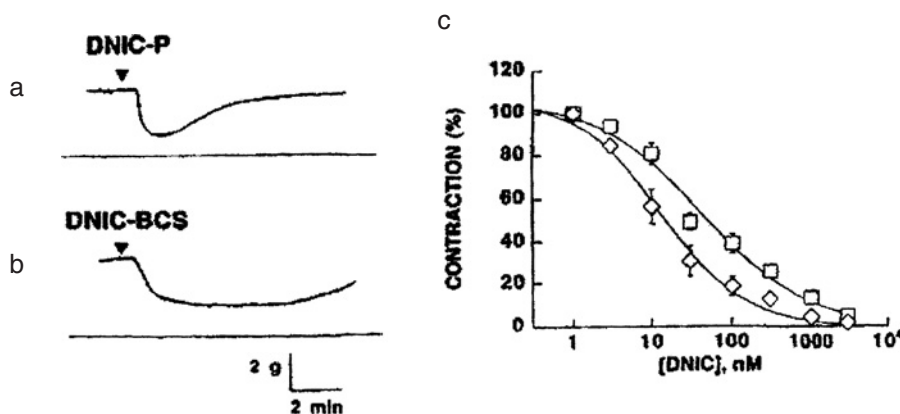 c
DNIC-P
a
DNIC-BCS
b
2 g
2 min
120
100
80
60
40
20
0
CONTRACTION (%)
1 10 100 1000 10⁴
[DNIC], nM